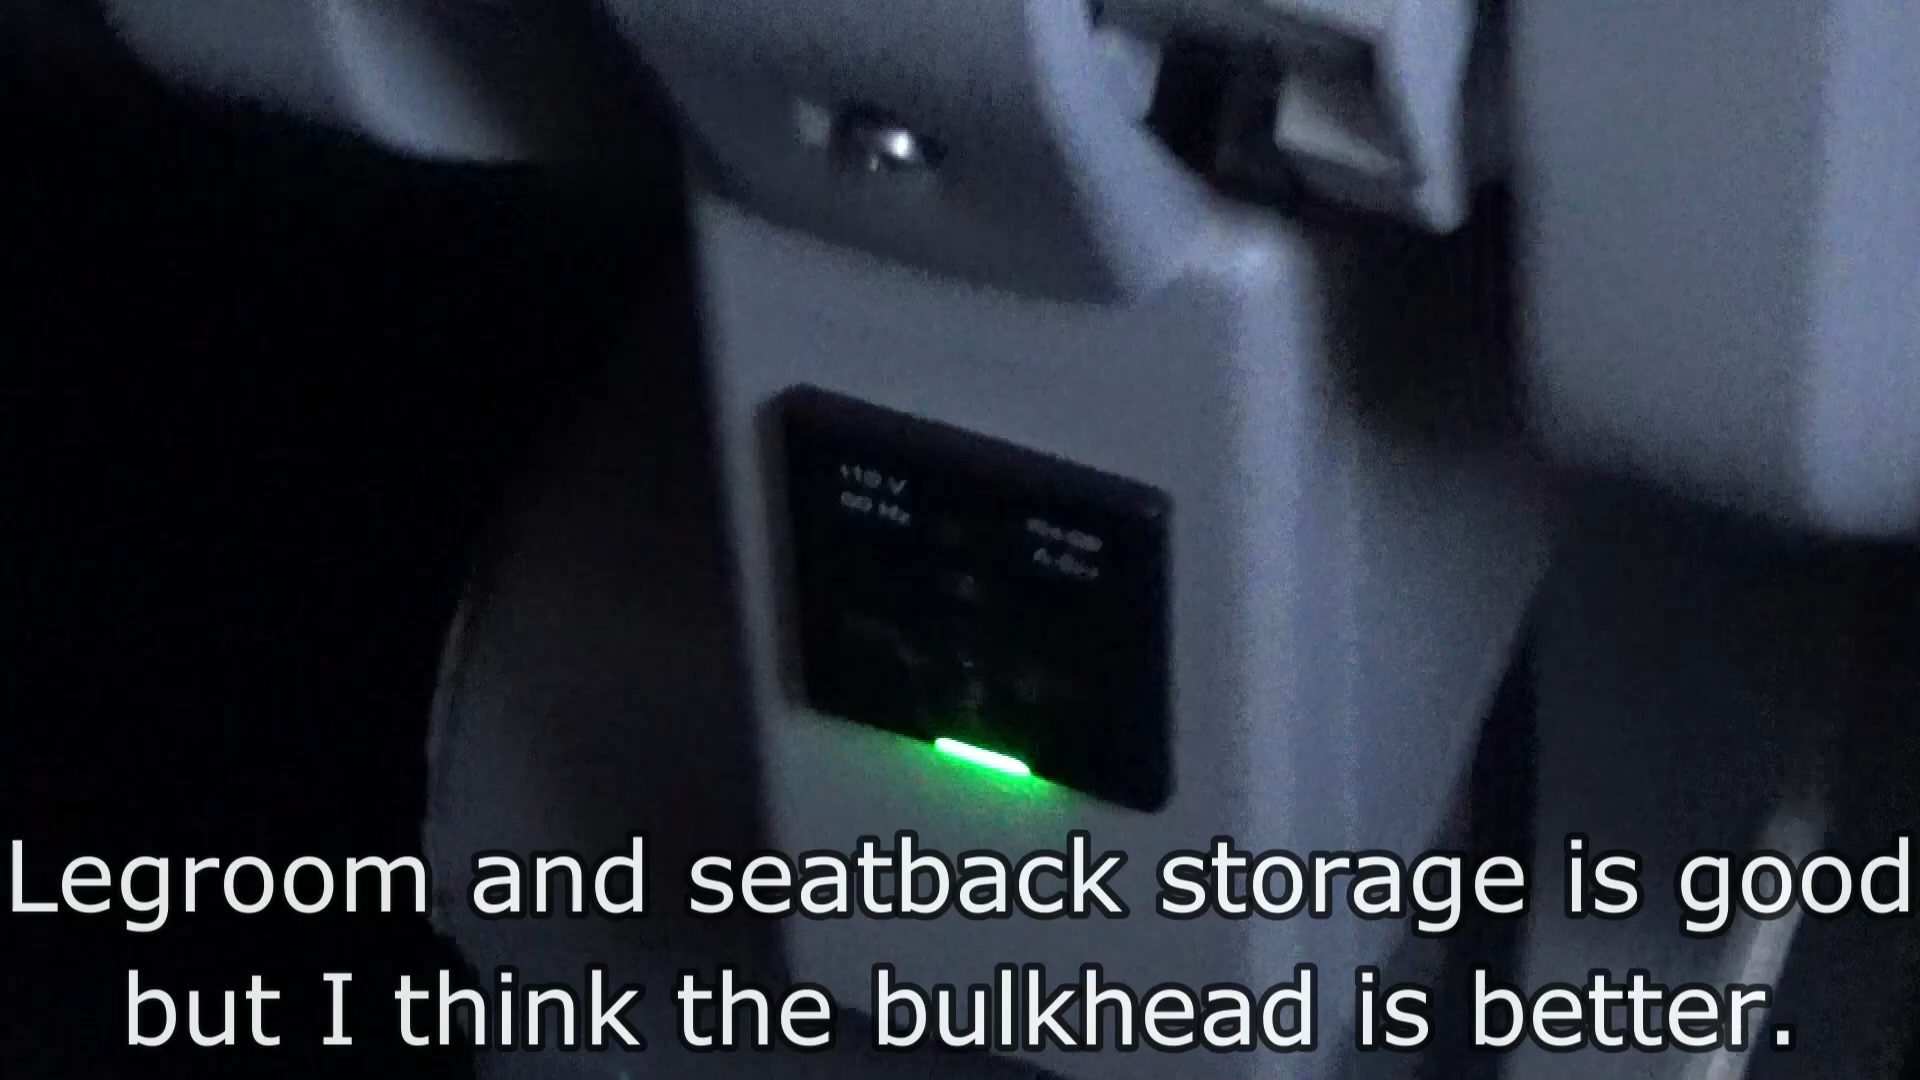 Legroom and seatback storage is good
but I think the bulkhead is better.